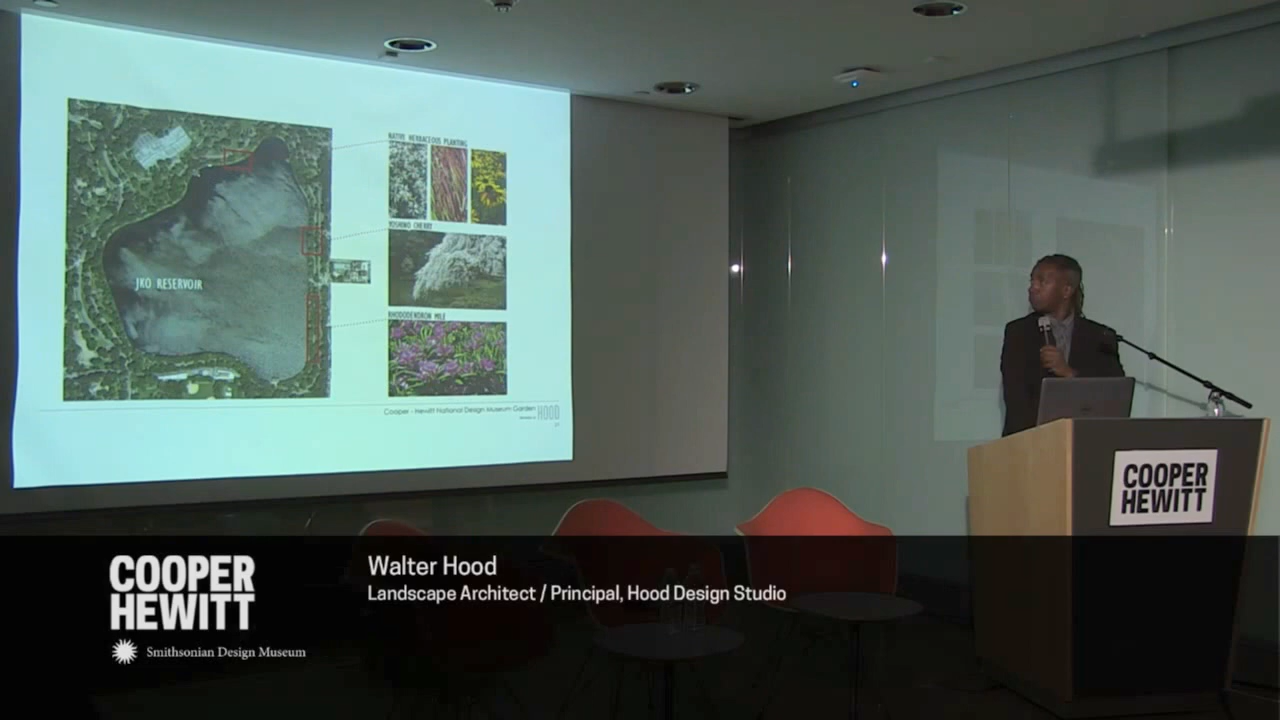 NATIVE HERBACEOUS PLANTING
YOSHINO CHERRY
JKO RESERVOIR
RHODODENDRON MILE
Cooper - Hewitt National Design Museum Garden
HOOD
COOPER
HEWITT
COOPER
HEWITT
Smithsonian Design Museum
Walter Hood
Landscape Architect / Principal, Hood Design Studio